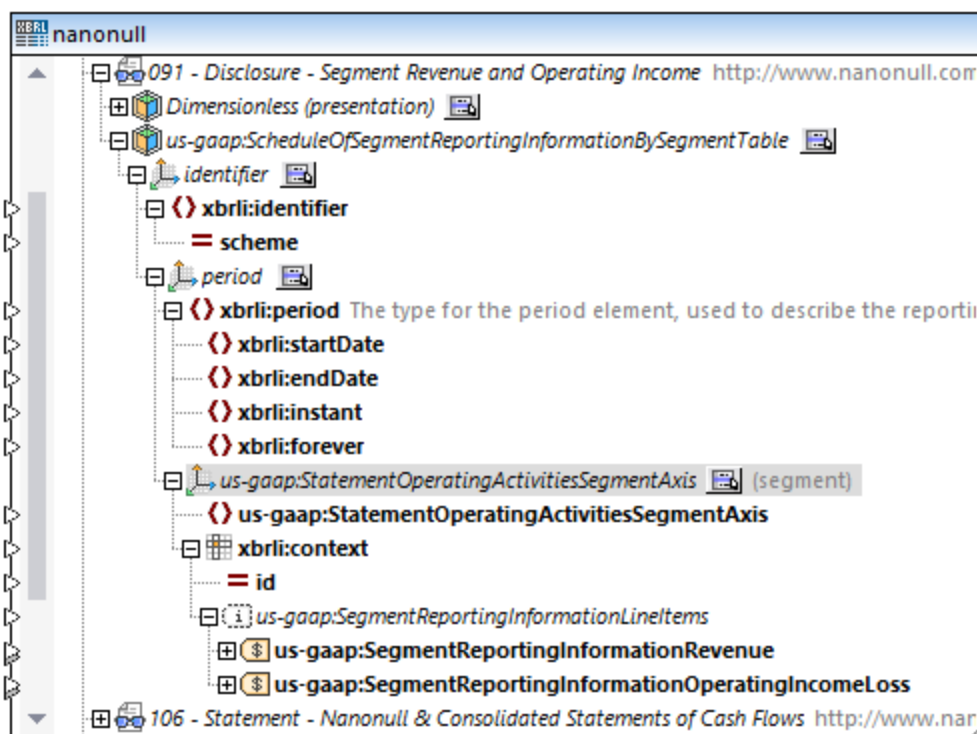 XBRL nanonull
091 - Disclosure - Segment Revenue and Operating Income http://www.nanonull.com
Dimensionless (presentation)
us-gaap:ScheduleOfSegmentReportingInformationBySegmentTable
identifier
xbrli:identifier
scheme
period
xbrli:period The type for the period element, used to describe the reporti
xbrli:startDate
xbrli:endDate
xbrli:instant
xbrli:forever
us-gaap:StatementOperatingActivitiesSegmentAxis (segment)
us-gaap:StatementOperatingActivitiesSegmentAxis
xbrli:context
id
us-gaap:SegmentReportingInformationLineItems
us-gaap:SegmentReportingInformationRevenue
us-gaap:SegmentReportingInformationOperatingIncomeLoss
106 - Statement - Nanonull & Consolidated Statements of Cash Flows http://www.nar